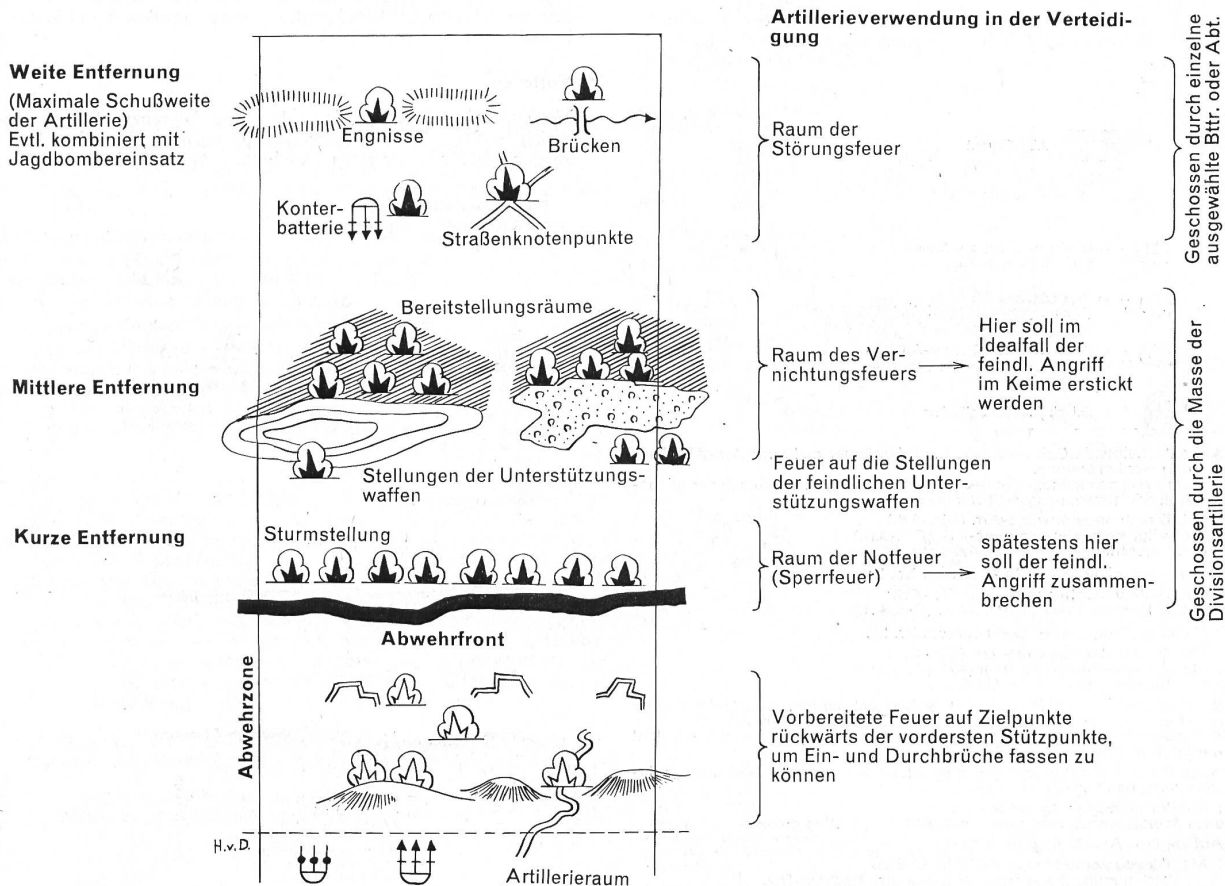 Artillerieverwendung in der Verteidi-
gung
Weite Entfernung
(Maximale Schußweite
der Artillerie)
Evtl. kombiniert mit
Jagdbombereinsatz
Engnisse
Brücken
Konter-
batterie
Straßenknotenpunkte
Raum der
Störungsfeuer
Geschossen durch einzelne
ausgewählte Bttr. oder Abt.
Bereitstellungsräume
Mittlere Entfernung
Raum des Ver-
nichtungsfeuers
Hier soll im
Idealfall der
feindl. Angriff
im Keime erstickt
werden
Stellungen der Unterstützungs-
waffen
Feuer auf die Stellungen
der feindlichen Unter-
stützungswaffen
Kurze Entfernung
Sturmstellung
Raum der Notfeuer
(Sperrfeuer)
spätestens hier
soll der feindl.
Angriff zusammen-
brechen
Geschossen durch die Masse der
Divisionsartillerie
Abwehrfront
Abwehrzone
Vorbereitete Feuer auf Zielpunkte
rückwärts der vordersten Stützpunkte,
um Ein- und Durchbrüche fassen zu
können
H.v.D.
Artillerieraum